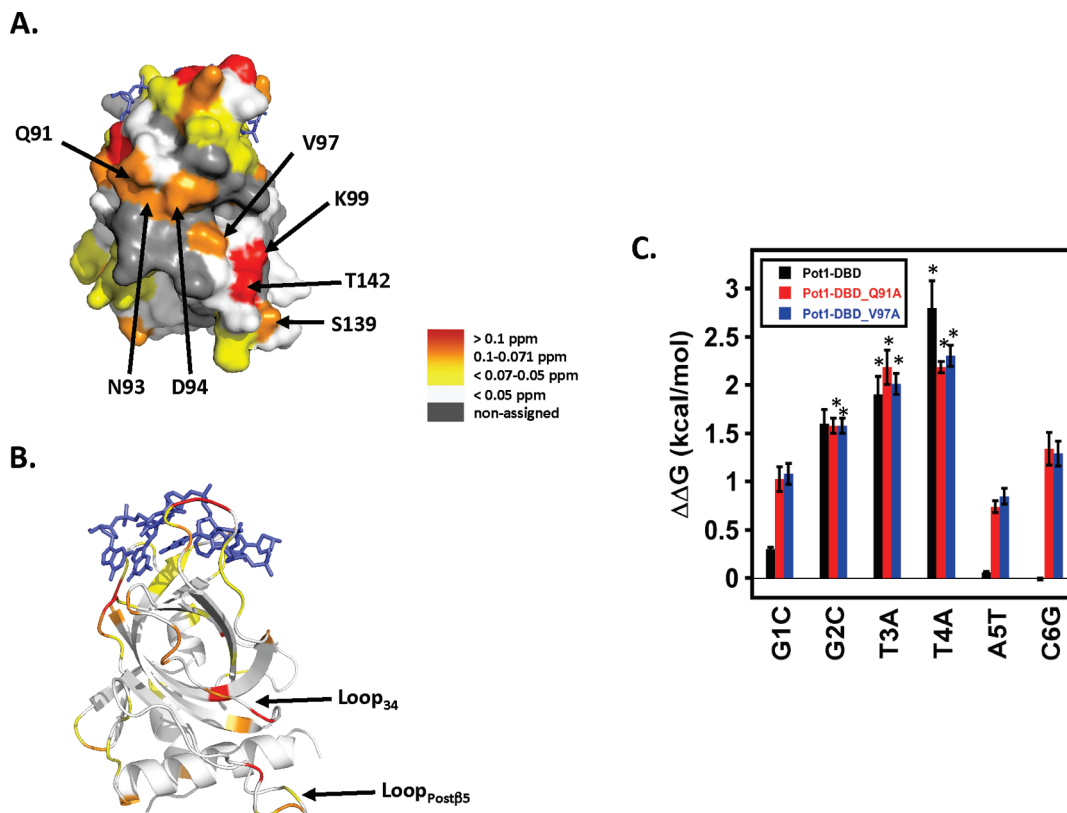 A.
Q91
V97
K99
T142
S139
N93
D94
> 0.1 ppm
0.1-0.071 ppm
< 0.07-0.05 ppm
< 0.05 ppm
non-assigned
B.
Loop34
LoopPostβ5
C.
Pot1-DBD
Pot1-DBD_Q91A
Pot1-DBD_V97A
ΔΔG (kcal/mol)
3
2.5
2
1.5
1
0.5
0
* * * * * * * *
G1C
G2C
T3A
T4A
A5T
C6G